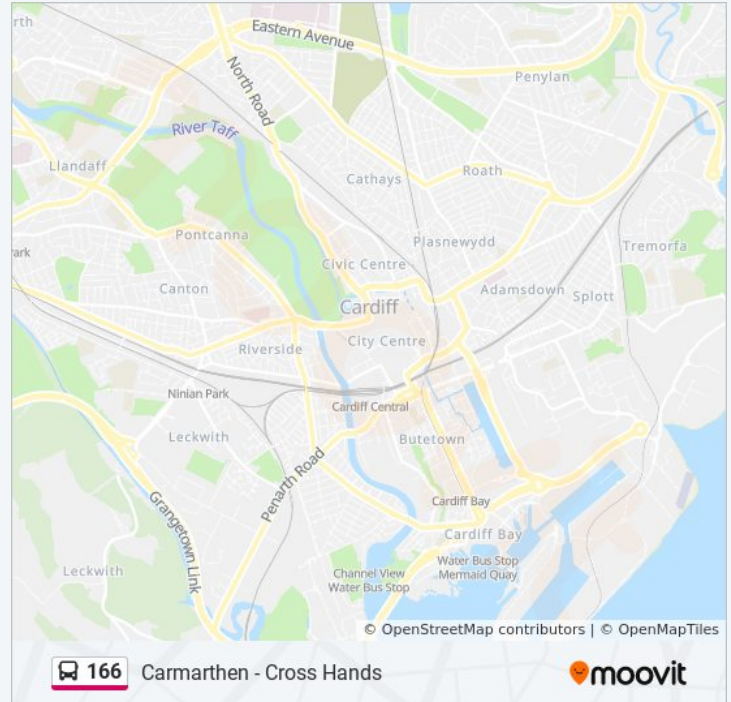 rth
Eastern Avenue
Penylan
North Road
River Taff
Llandaff
Cathays
Roath
Pontcanna
Plasnewydd
Civic Centre
Tremorfa
ark
Canton
Adamsdown
Splott
Cardiff
Riverside
City Centre
Ninian Park
Cardiff Central
Leckwith
Butetown
Penarth Road
Grangetown Link
Cardiff Bay
Cardiff Bay
Leckwith
Channel View
Water Bus Stop
Water Bus Stop
Mermaid Quay
© OpenStreetMap contributors | © OpenMapTiles
166 Carmarthen - Cross Hands
moovit